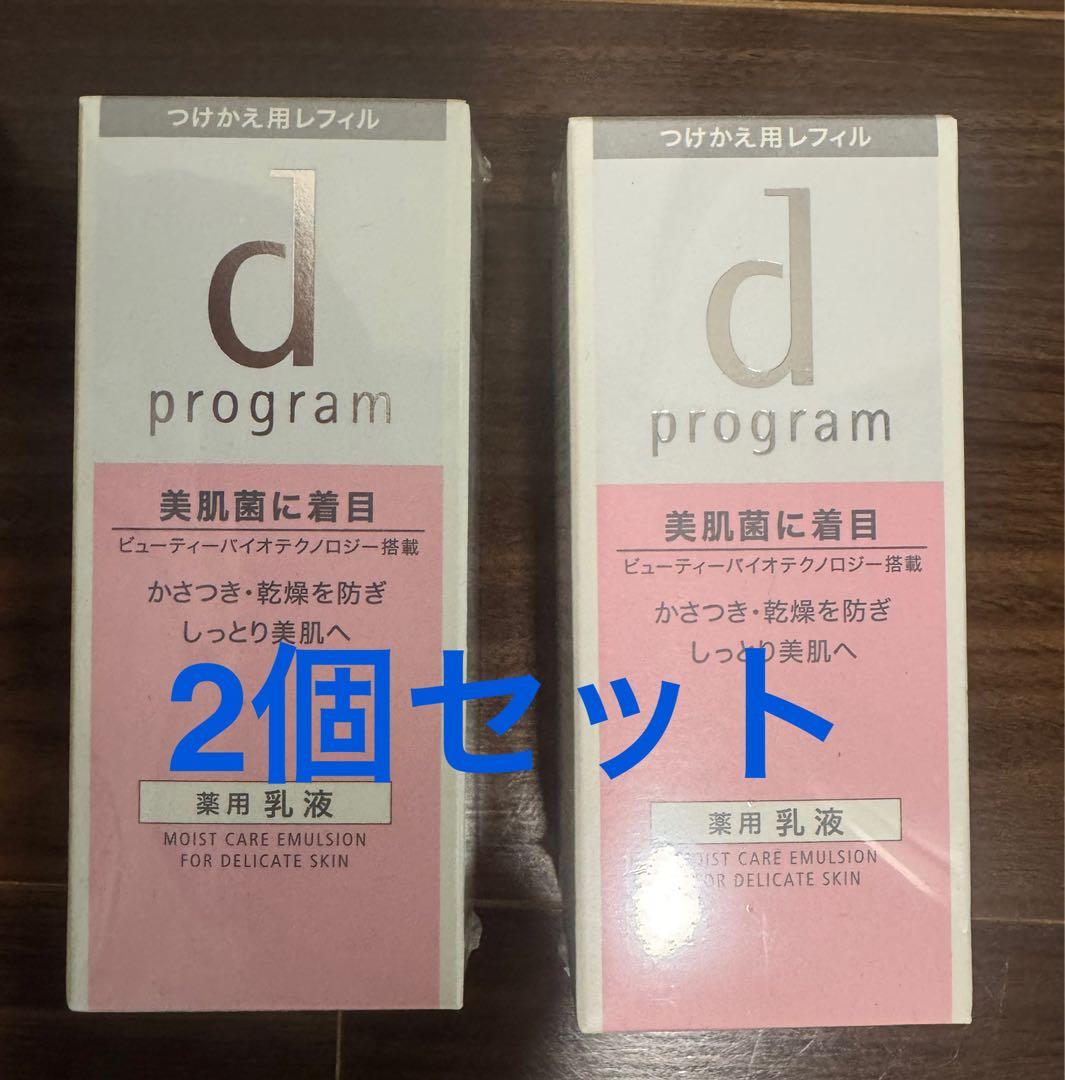 つけかえ用レフィル
d
program
美肌菌に着目
ビューティーバイオテクノロジー搭載
かさつき・乾燥を防ぎ
しっとり美肌へ
薬用 乳液
MOIST CARE EMULSION
FOR DELICATE SKIN
つけかえ用レフィル
d
program
美肌菌に着目
ビューティーバイオテクノロジー搭載
かさつき・乾燥を防ぎ
しっとり美肌へ
薬用 乳液
MOIST CARE EMULSION
FOR DELICATE SKIN
2個セット